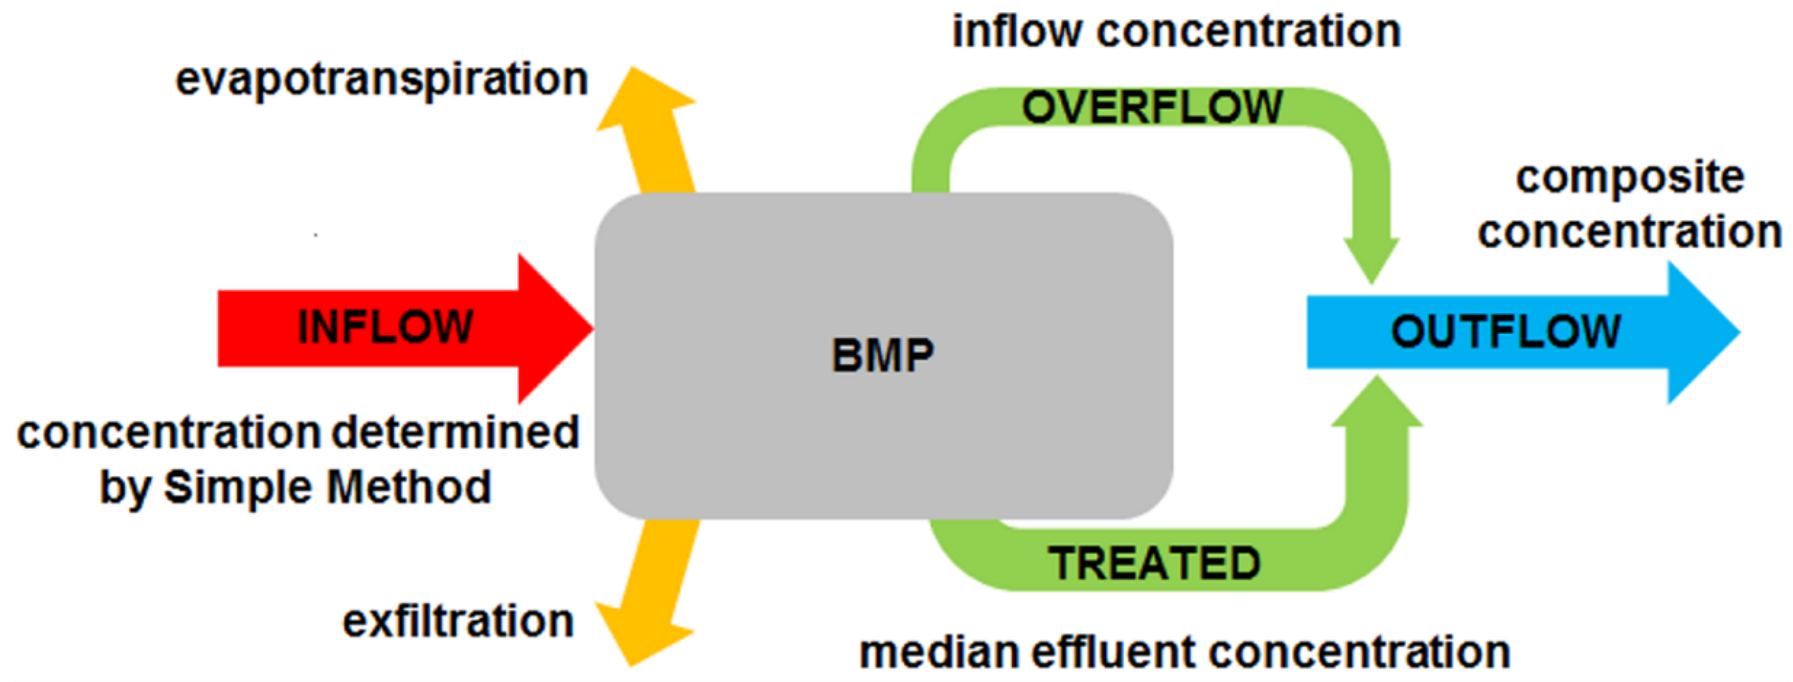 inflow concentration
evapotranspiration
OVERFLOW
composite
concentration
INFLOW
BMP
OUTFLOW
concentration determined
by Simple Method
TREATED
exfiltration
median effluent concentration